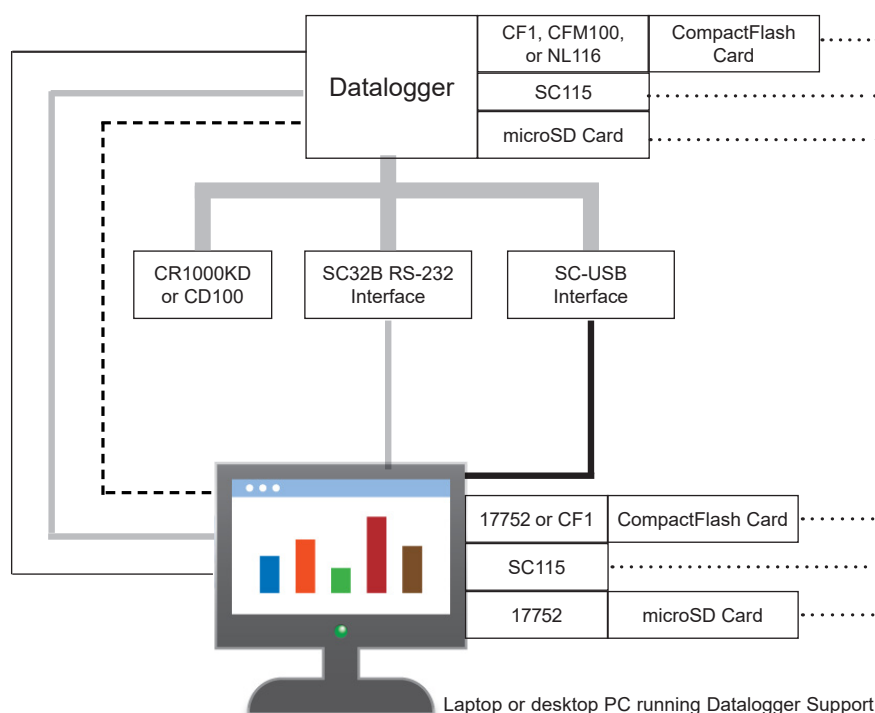 Datalogger
CF1, CFM100,
or NL116
CompactFlash
Card
SC115
microSD Card
CR1000KD
or CD100
SC32B RS-232
Interface
SC-USB
Interface
17752 or CF1
CompactFlash Card
SC115
17752
microSD Card
Laptop or desktop PC running Datalogger Support